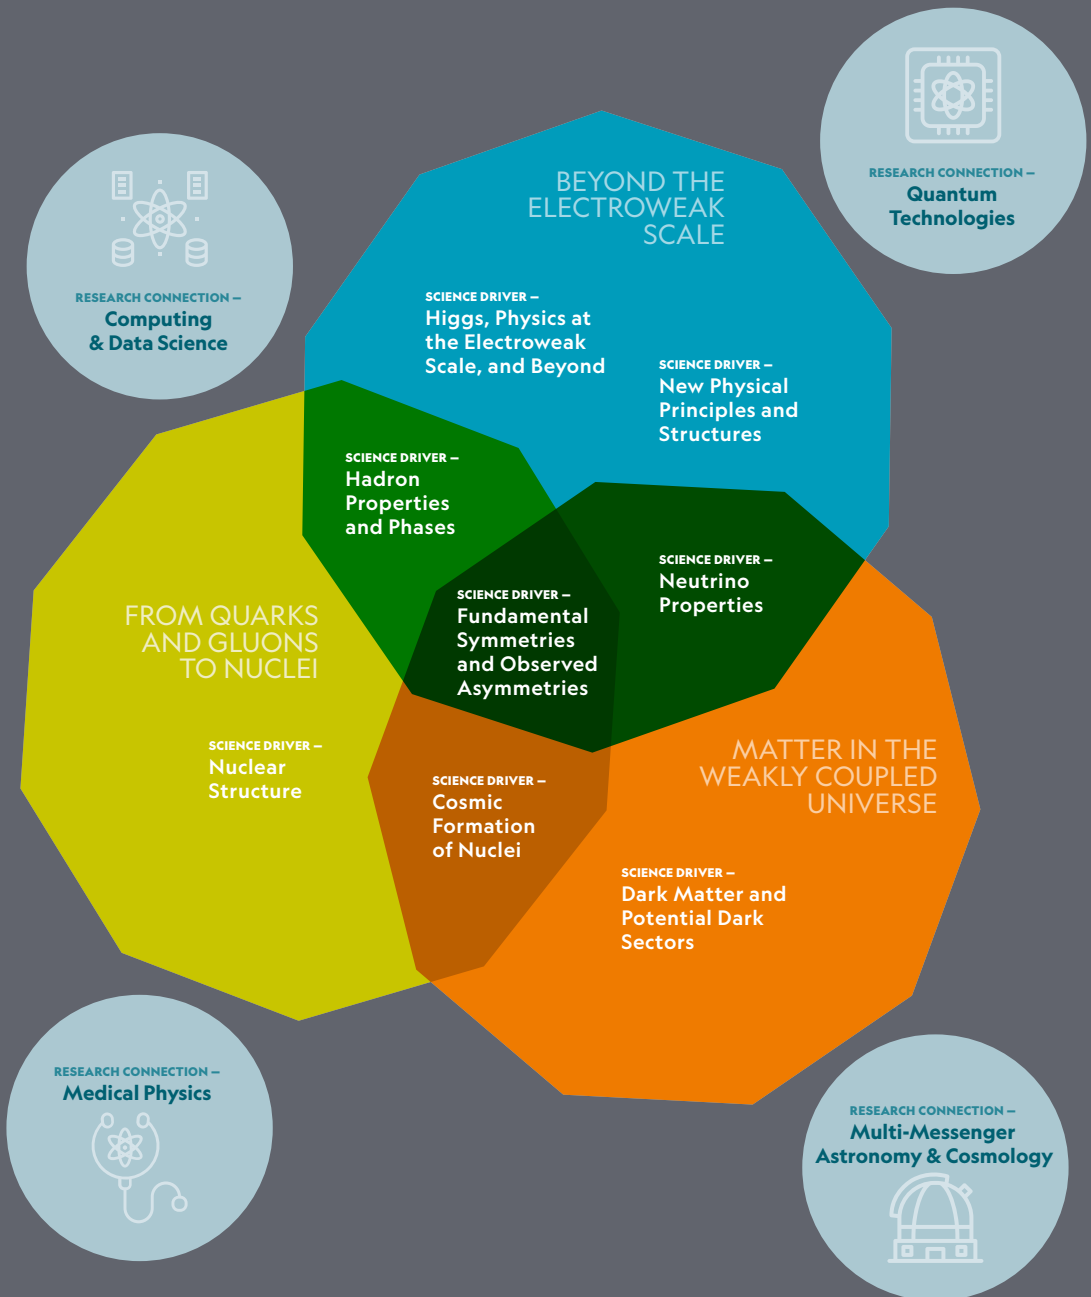 RESEARCH CONNECTION –
Quantum
Technologies
RESEARCH CONNECTION –
Computing
& Data Science
BEYOND THE
ELECTROWEAK
SCALE
SCIENCE DRIVER –
Higgs, Physics at
the Electroweak
Scale, and Beyond
SCIENCE DRIVER –
New Physical
Principles and
Structures
SCIENCE DRIVER –
Hadron
Properties
and Phases
SCIENCE DRIVER –
Neutrino
Properties
SCIENCE DRIVER –
Fundamental
Symmetries
and Observed
Asymmetries
FROM QUARKS
AND GLUONS
TO NUCLEI
SCIENCE DRIVER –
Nuclear
Structure
MATTER IN THE
WEAKLY COUPLED
UNIVERSE
SCIENCE DRIVER –
Cosmic
Formation
of Nuclei
SCIENCE DRIVER –
Dark Matter and
Potential Dark
Sectors
RESEARCH CONNECTION –
Medical Physics
RESEARCH CONNECTION –
Multi-Messenger
Astronomy & Cosmology